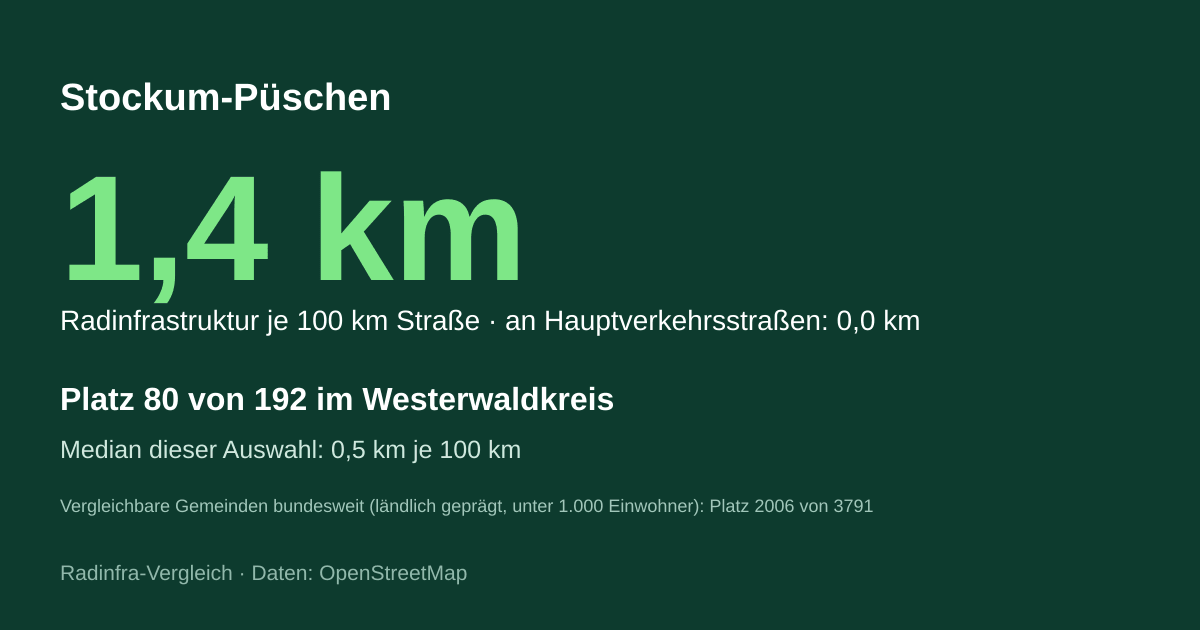 Stockum-Püschen
1,4 km
Radinfrastruktur je 100 km Straße · an Hauptverkehrsstraßen: 0,0 km
Platz 80 von 192 im Westerwaldkreis
Median dieser Auswahl: 0,5 km je 100 km
Vergleichbare Gemeinden bundesweit (ländlich geprägt, unter 1.000 Einwohner): Platz 2006 von 3791
Radinfra-Vergleich · Daten: OpenStreetMap